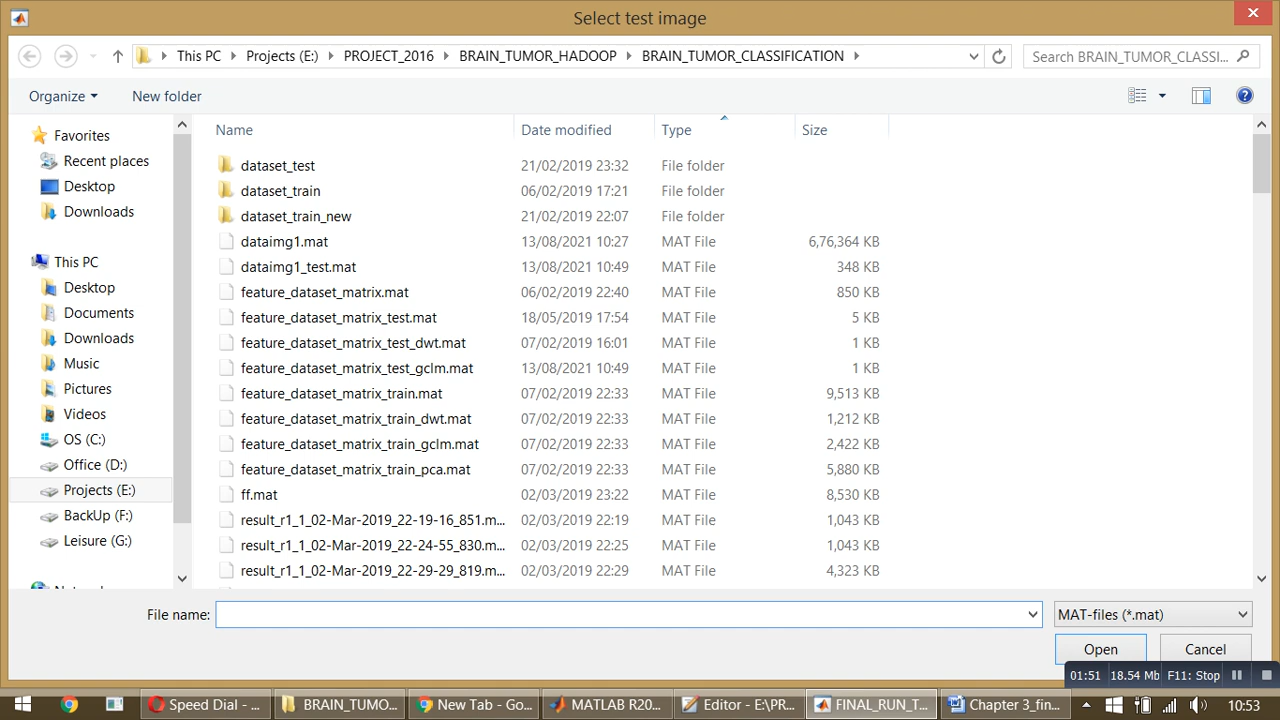 Select test image
This PC Projects (E:) PROJECT_2016 BRAIN_TUMOR_HADOOP BRAIN_TUMOR_CLASSIFICATION
Search BRAIN_TUMOR_CLASSI...
Organize New folder
Favorites
Recent places
Desktop
Downloads
This PC
Desktop
Documents
Downloads
Music
Pictures
Videos
OS (C:)
Office (D:)
Projects (E:)
BackUp (F:)
Leisure (G:)
Name Date modified Type Size
dataset_test 21/02/2019 23:32 File folder
dataset_train 06/02/2019 17:21 File folder
dataset_train_new 21/02/2019 22:07 File folder
dataimg1.mat 13/08/2021 10:27 MAT File 6,76,364 KB
dataimg1_test.mat 13/08/2021 10:49 MAT File 348 KB
feature_dataset_matrix.mat 06/02/2019 22:40 MAT File 850 KB
feature_dataset_matrix_test.mat 18/05/2019 17:54 MAT File 5 KB
feature_dataset_matrix_test_dwt.mat 07/02/2019 16:01 MAT File 1 KB
feature_dataset_matrix_test_gclm.mat 13/08/2021 10:49 MAT File 1 KB
feature_dataset_matrix_train.mat 07/02/2019 22:33 MAT File 9,513 KB
feature_dataset_matrix_train_dwt.mat 07/02/2019 22:33 MAT File 1,212 KB
feature_dataset_matrix_train_gclm.mat 07/02/2019 22:33 MAT File 2,422 KB
feature_dataset_matrix_train_pca.mat 07/02/2019 22:33 MAT File 5,880 KB
ff.mat 02/03/2019 23:22 MAT File 8,530 KB
result_r1_1_02-Mar-2019_22-19-16_851.m... 02/03/2019 22:19 MAT File 1,043 KB
result_r1_1_02-Mar-2019_22-24-55_830.m... 02/03/2019 22:25 MAT File 1,043 KB
result_r1_1_02-Mar-2019_22-29-29_819.m... 02/03/2019 22:29 MAT File 4,323 KB
File name: MAT-files (*.mat)
Open Cancel
01:51 18.54 Mb F11: Stop
Speed Dial - ... BRAIN_TUMO... New Tab - Go... MATLAB R20... Editor - E:\PR... FINAL_RUN_T... Chapter 3_fin... 10:53